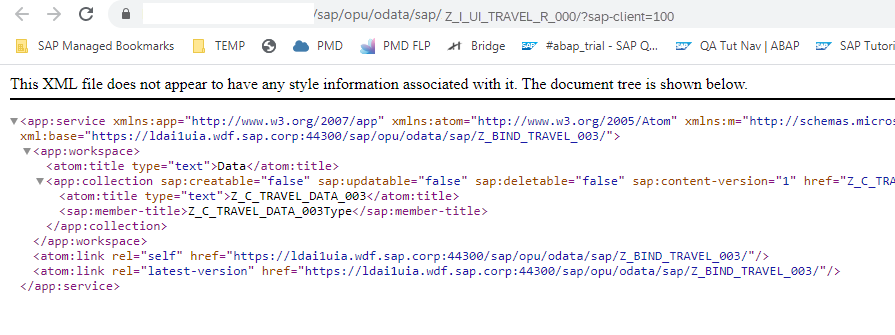 /sap/opu/odata/sap/ Z_I_UI_TRAVEL_R_000/?sap-client=100
SAP Managed Bookmarks TEMP PMD PMD FLP Bridge #abap_trial - SAP Q... QA Tut Nav | ABAP SAP Tutori
This XML file does not appear to have any style information associated with it. The document tree is shown below.
▼<app:service xmlns:app="http://www.w3.org/2007/app" xmlns:atom="http://www.w3.org/2005/Atom" xmlns:m="http://schemas.micros
xml:base="https://ldai1uia.wdf.sap.corp:44300/sap/opu/odata/sap/Z_BIND_TRAVEL_003/">
▼<app:workspace>
<atom:title type="text">Data</atom:title>
▼<app:collection sap:creatable="false" sap:updatable="false" sap:deletable="false" sap:content-version="1" href="Z_C_TRA
<atom:title type="text">Z_C_TRAVEL_DATA_003</atom:title>
<sap:member-title>Z_C_TRAVEL_DATA_003Type</sap:member-title>
</app:collection>
</app:workspace>
<atom:link rel="self" href="https://ldai1uia.wdf.sap.corp:44300/sap/opu/odata/sap/Z_BIND_TRAVEL_003/"/>
<atom:link rel="latest-version" href="https://ldai1uia.wdf.sap.corp:44300/sap/opu/odata/sap/Z_BIND_TRAVEL_003/"/>
</app:service>